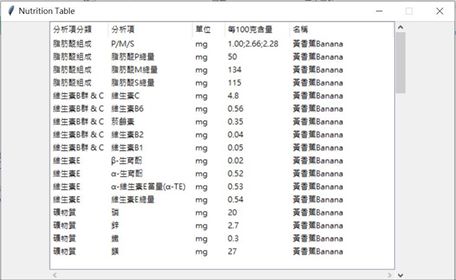 Nutrition Table
分析項分類 分析項 單位 每100克含量 名稱
脂肪酸組成 P/M/S mg 1.00;2.66;2.28 黃香蕉Banana
脂肪酸組成 脂肪酸P總量 mg 50 黃香蕉Banana
脂肪酸組成 脂肪酸M總量 mg 134 黃香蕉Banana
脂肪酸組成 脂肪酸S總量 mg 115 黃香蕉Banana
維生素B群 & C 維生素C mg 4.8 黃香蕉Banana
維生素B群 & C 維生素B6 mg 0.56 黃香蕉Banana
維生素B群 & C 菸鹼素 mg 0.35 黃香蕉Banana
維生素B群 & C 維生素B2 mg 0.04 黃香蕉Banana
維生素B群 & C 維生素B1 mg 0.05 黃香蕉Banana
維生素E β-生育酚 mg 0.02 黃香蕉Banana
維生素E α-生育酚 mg 0.52 黃香蕉Banana
維生素E α-維生素E當量(α-TE) mg 0.53 黃香蕉Banana
維生素E 維生素E總量 mg 0.54 黃香蕉Banana
礦物質 磷 mg 20 黃香蕉Banana
礦物質 鋅 mg 2.7 黃香蕉Banana
礦物質 鐵 mg 0.3 黃香蕉Banana
礦物質 鎂 mg 27 黃香蕉Banana